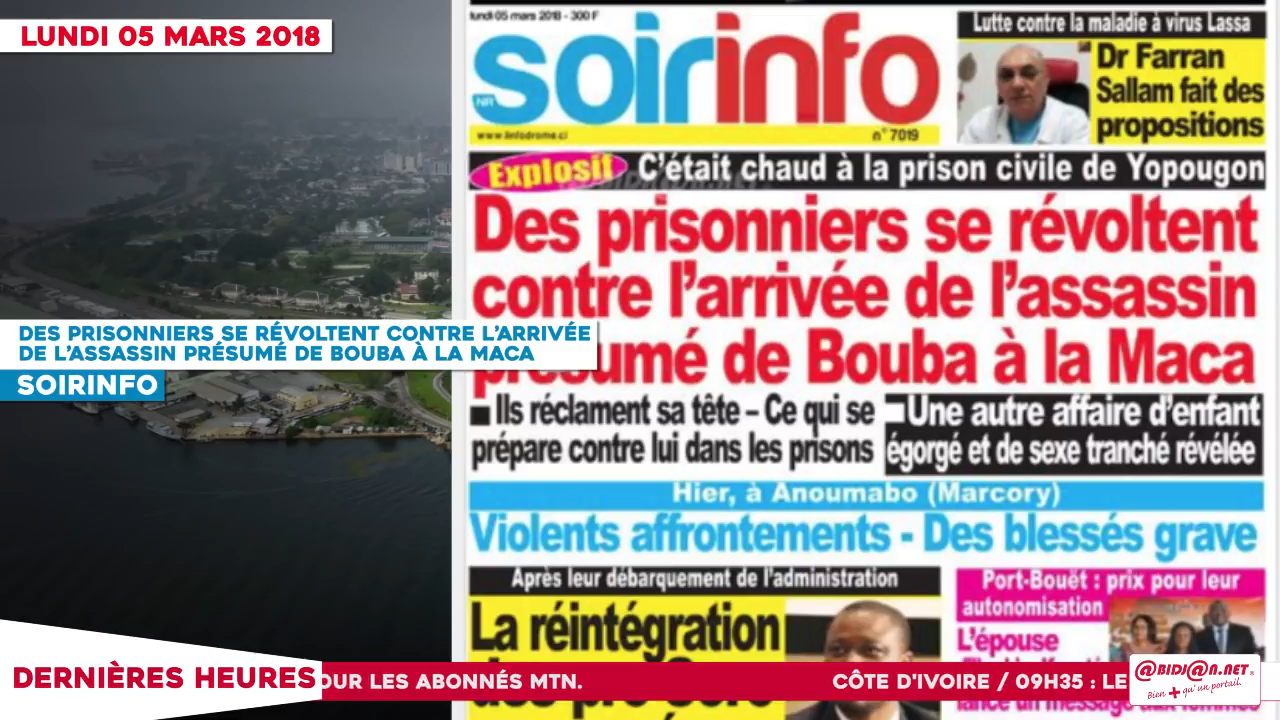 LUNDI 05 MARS 2018
lundi 05 mars 2018 - 300 F
NR
soirinfo
www.linfodrome.ci
n° 7019
Lutte contre la maladie à virus Lassa
Dr Farran
Sallam fait des
propositions
Explosif
C'était chaud à la prison civile de Yopougon
Des prisonniers se révoltent
contre l'arrivée de l'assassin
présumé de Bouba à la Maca
Ils réclament sa tête – Ce qui se
prépare contre lui dans les prisons
Une autre affaire d'enfant
égorgé et de sexe tranché révélée
Hier, à Anoumabo (Marcory)
Violents affrontements - Des blessés grave
DES PRISONNIERS SE RÉVOLTENT CONTRE L'ARRIVÉE
DE L'ASSASSIN PRÉSUMÉ DE BOUBA À LA MACA
SOIRINFO
Après leur débarquement de l'administration
La réintégration
Port-Bouët : prix pour leur
autonomisation
L'épouse
DERNIÈRES HEURES
OUR LES ABONNÉS MTN.
CÔTE D'IVOIRE / 09H35 : LE
@BIDJ@N.NET
Bien + qu'un portail.